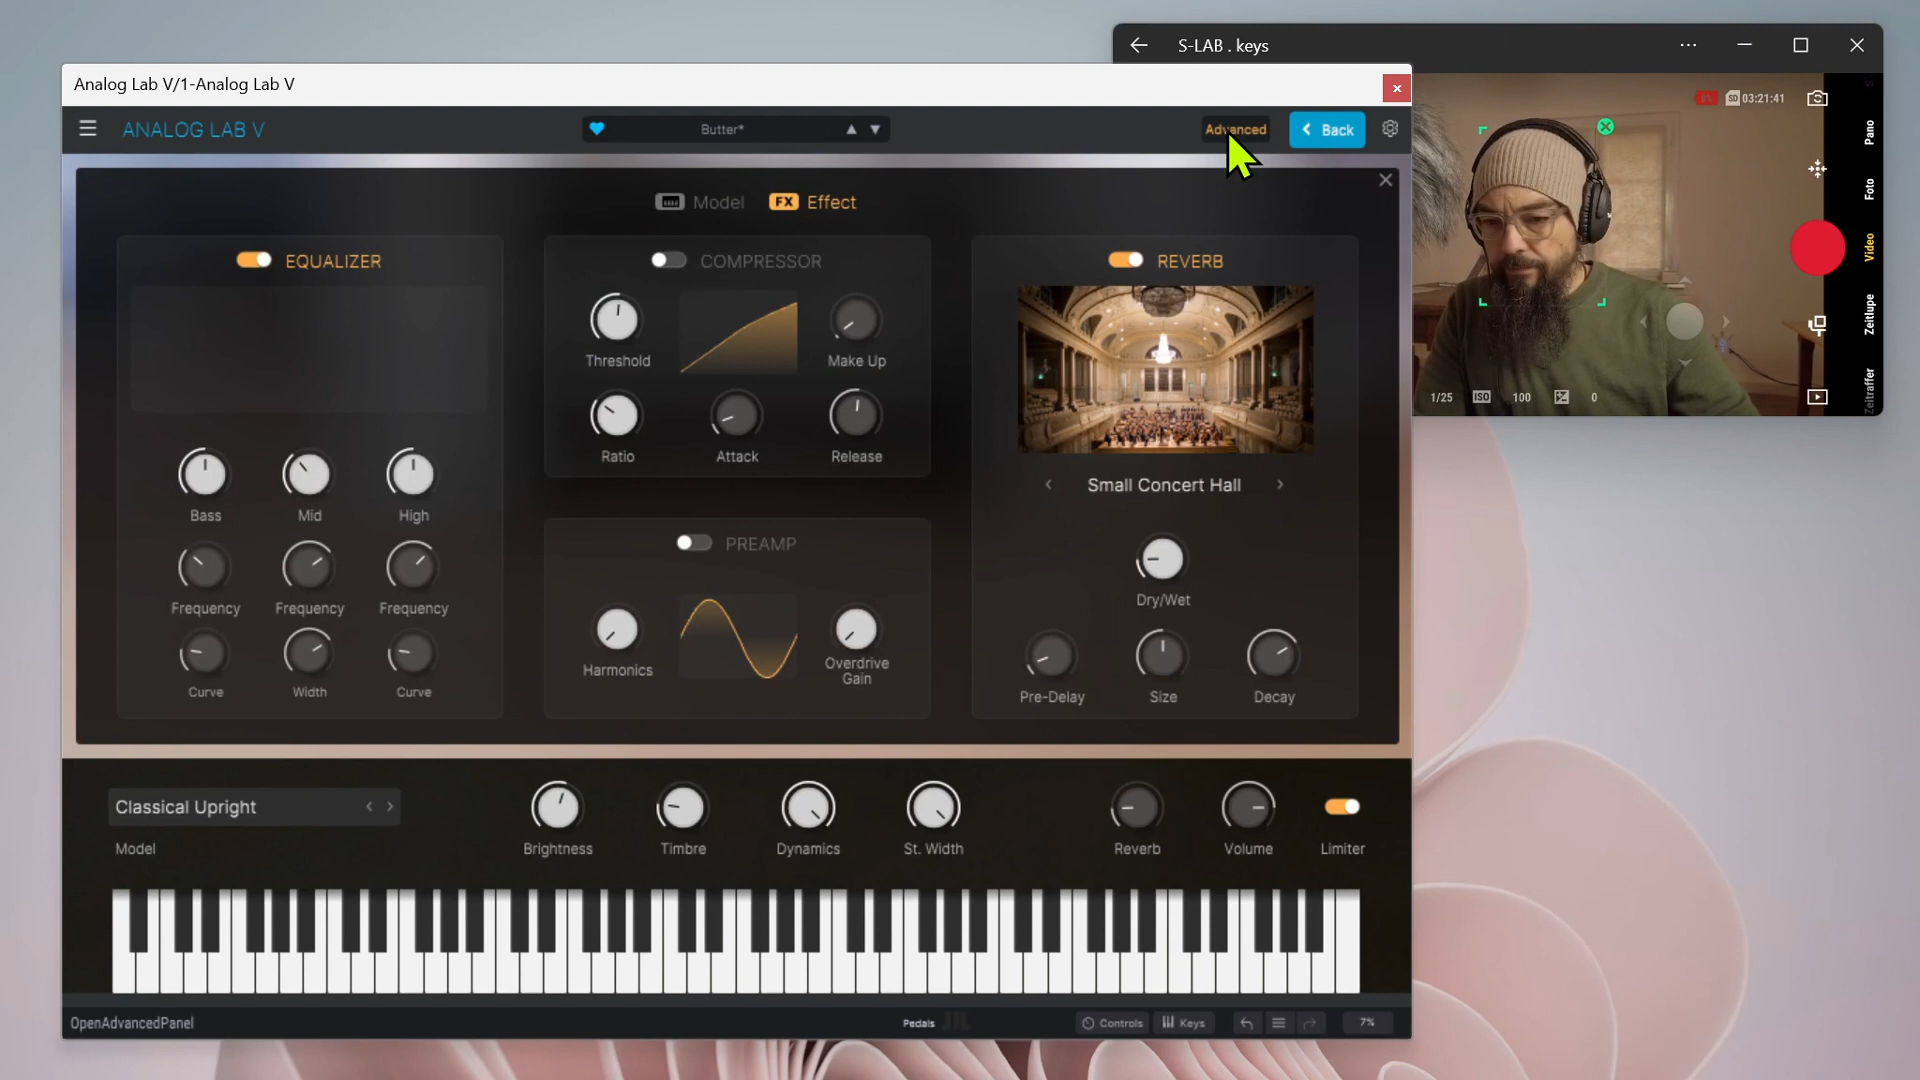 S-LAB . keys
Analog Lab V/1-Analog Lab V
ANALOG LAB V
Butter*
Advanced
Back
Model
FX Effect
EQUALIZER
Bass
Mid
High
Frequency
Frequency
Frequency
Curve
Width
Curve
COMPRESSOR
Threshold
Make Up
Ratio
Attack
Release
PREAMP
Harmonics
Overdrive
Gain
REVERB
Small Concert Hall
Dry/Wet
Pre-Delay
Size
Decay
SD 03:21:41
Pano
Foto
Video
Zeitlupe
Zeitraffer
1/25 ISO 100 0
Classical Upright
Model
Brightness
Timbre
Dynamics
St. Width
Reverb
Volume
Limiter
OpenAdvancedPanel
Pedals
Controls
Keys
7%